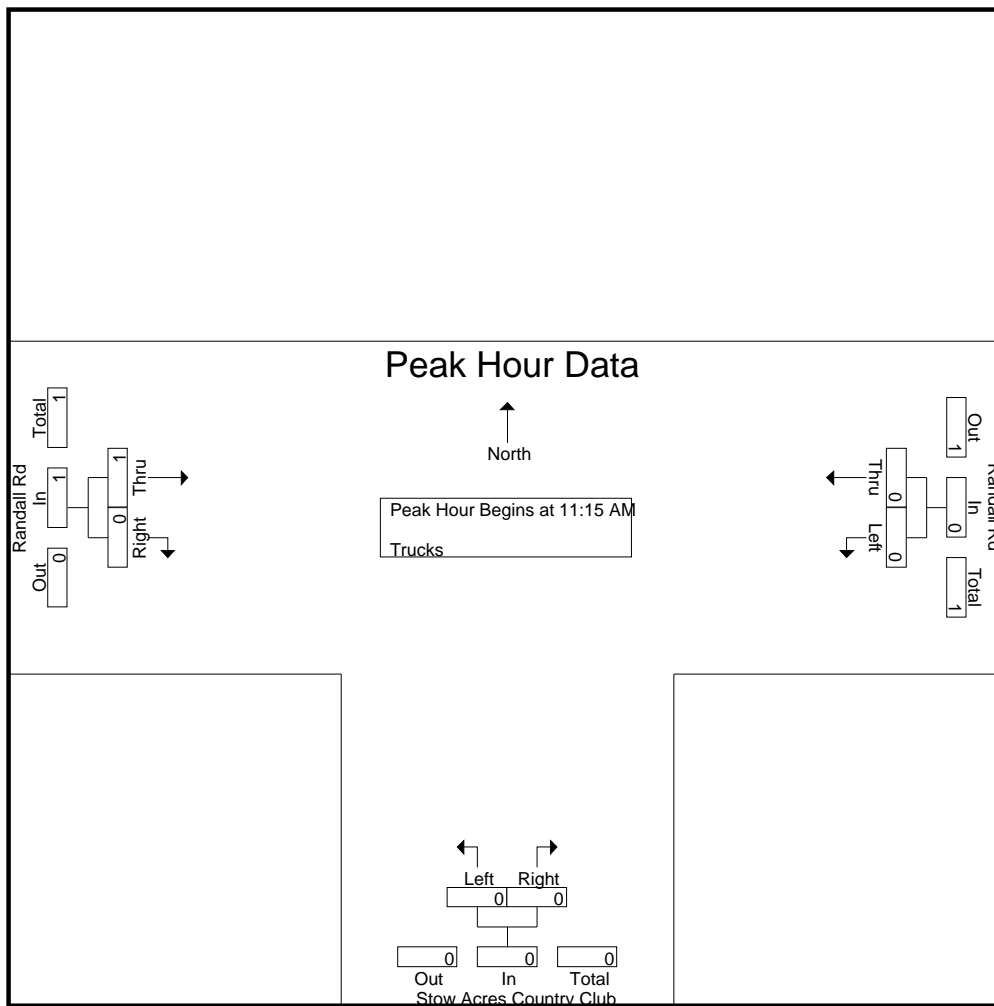 Peak Hour Data
North
Peak Hour Begins at 11:15 AM
Trucks
Randall Rd
Total
1
In
1
Out
0
Thru
1
Right
0
Randall Rd
Out
1
In
0
Total
1
Thru
0
Left
0
Left Right
0 0
0 0 0
Out In Total
Stow Acres Country Club